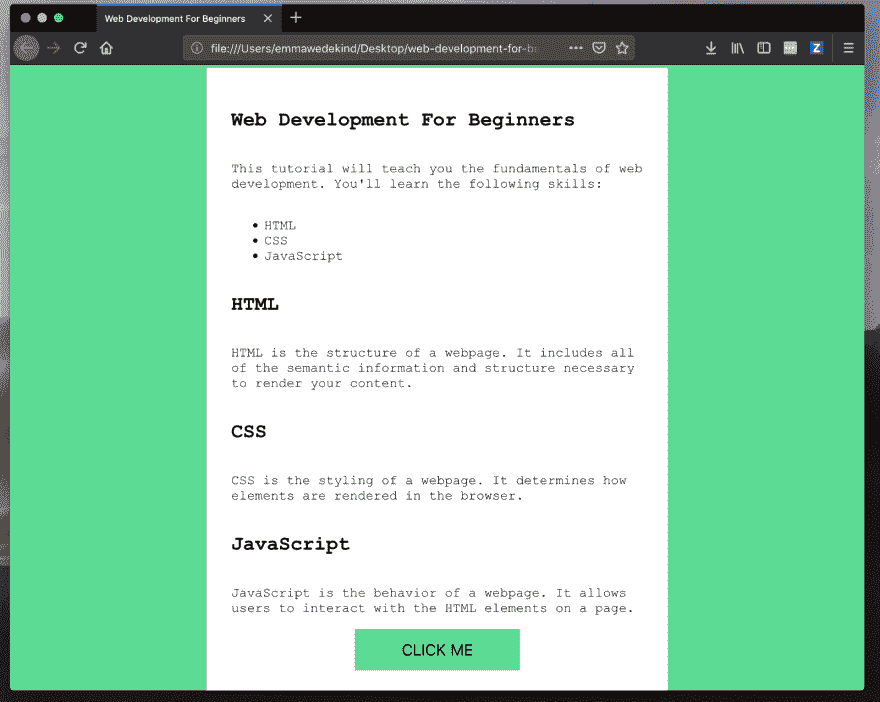 Web Development For Beginners
file:///Users/emmawedekind/Desktop/web-development-for-b
Z
Web Development For Beginners
This tutorial will teach you the fundamentals of web
development. You'll learn the following skills:
• HTML
• CSS
• JavaScript
HTML
HTML is the structure of a webpage. It includes all
of the semantic information and structure necessary
to render your content.
CSS
CSS is the styling of a webpage. It determines how
elements are rendered in the browser.
JavaScript
JavaScript is the behavior of a webpage. It allows
users to interact with the HTML elements on a page.
CLICK ME